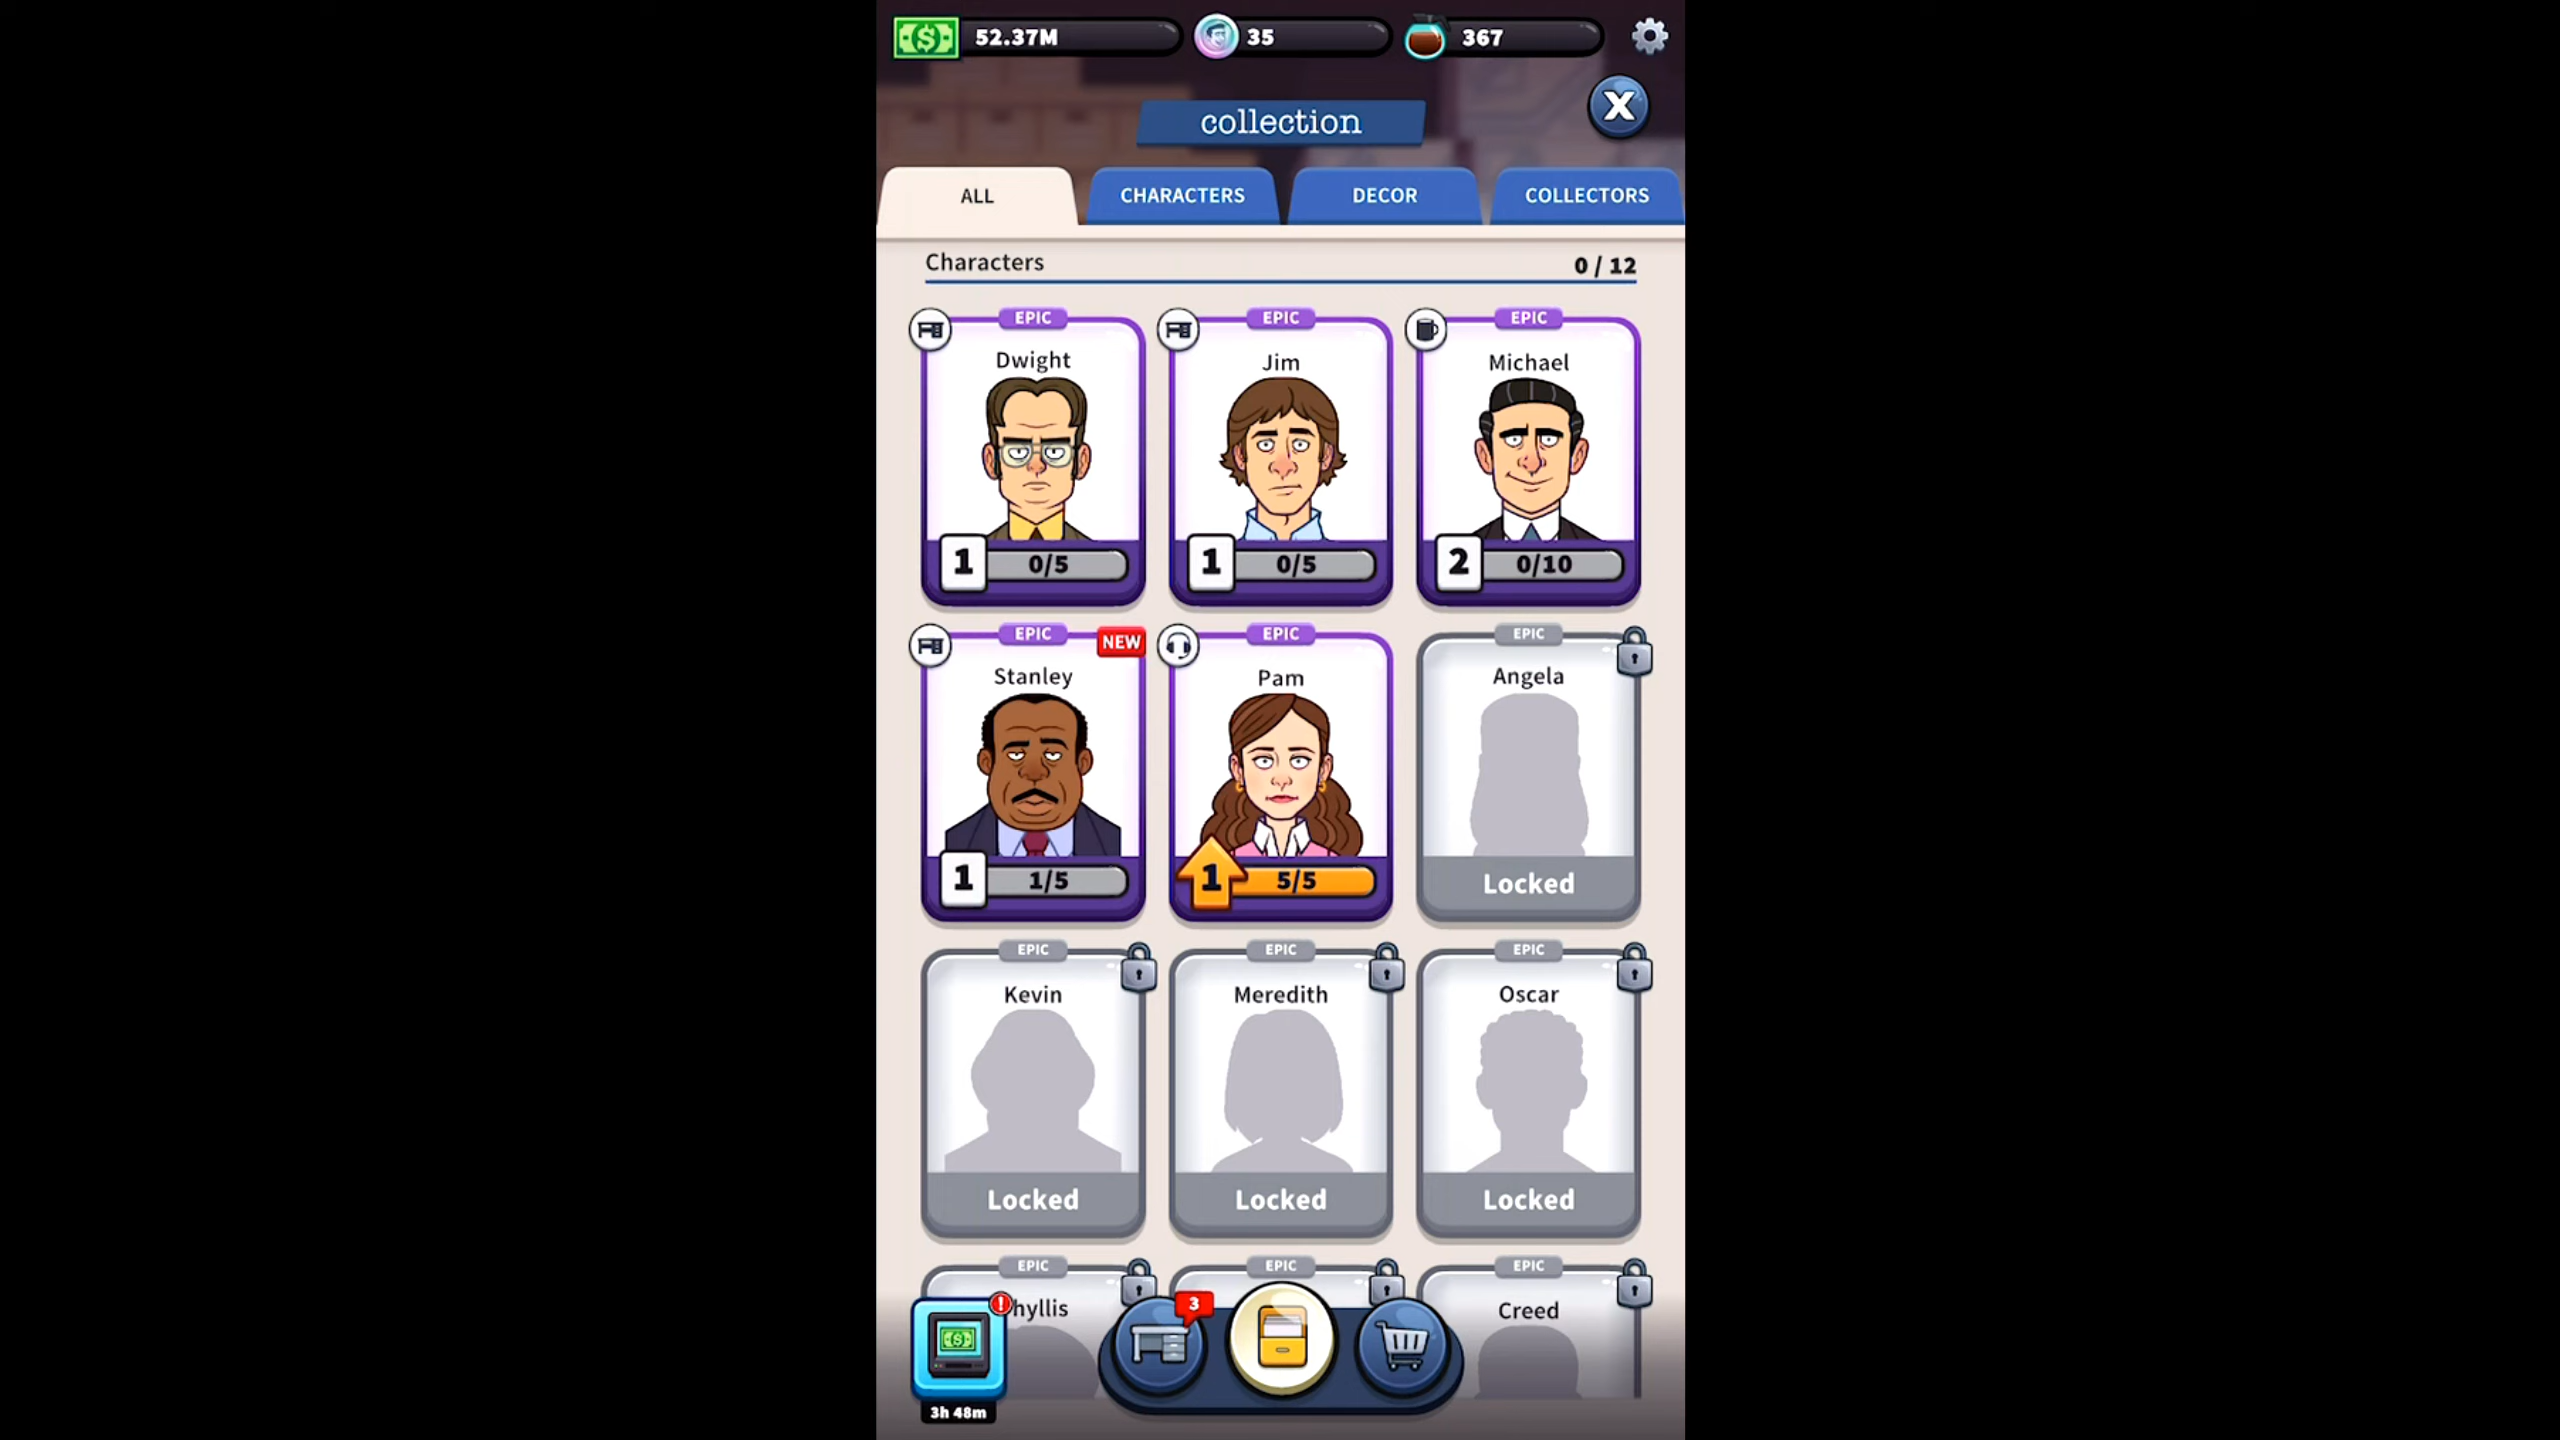 52.37M 35 367
collection X
ALL CHARACTERS DECOR COLLECTORS
Characters 0 / 12
EPIC EPIC EPIC
Dwight Jim Michael
1 0/5 1 0/5 2 0/10
EPIC NEW EPIC EPIC
Stanley Pam Angela
1 1/5 1 5/5 Locked
EPIC EPIC EPIC
Kevin Meredith Oscar
Locked Locked Locked
EPIC EPIC EPIC
! hyllis 3 Creed
3h 48m